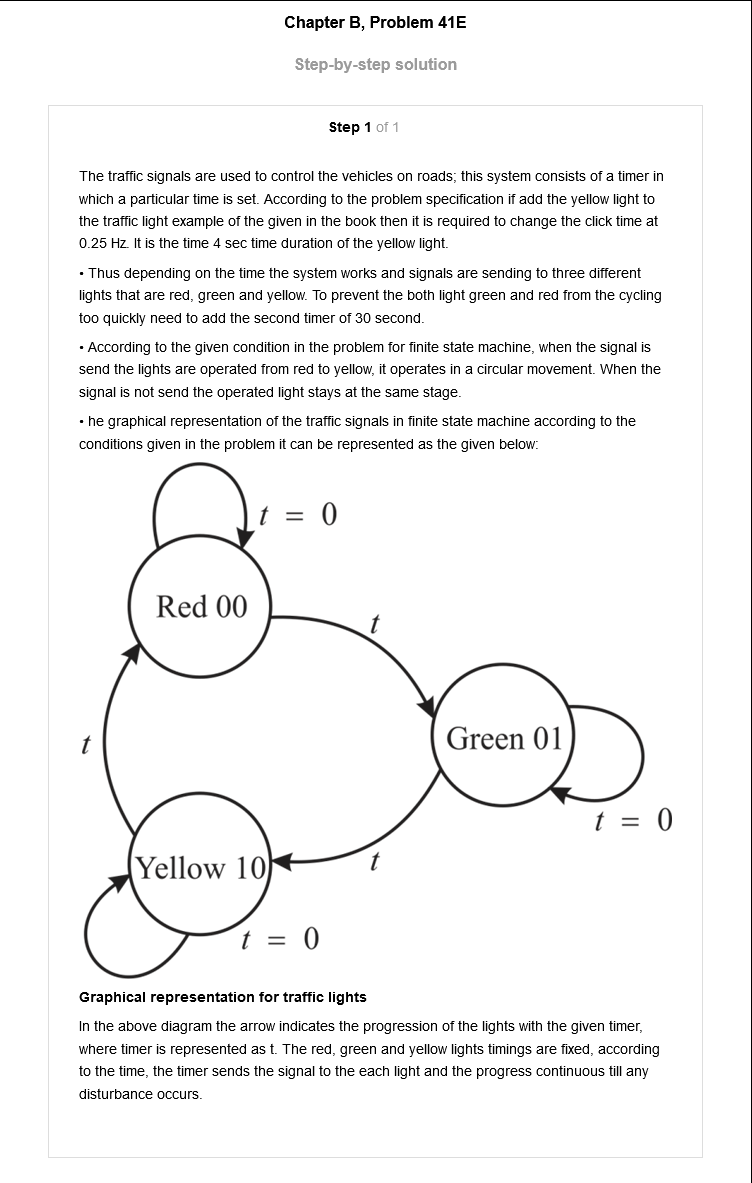 Chapter B, Problem 41E
Step-by-step solution
Step 1 of 1
The traffic signals are used to control the vehicles on roads; this system consists of a timer in
which a particular time is set. According to the problem specification if add the yellow light to
the traffic light example of the given in the book then it is required to change the click time at
0.25 Hz. It is the time 4 sec time duration of the yellow light.
• Thus depending on the time the system works and signals are sending to three different
lights that are red, green and yellow. To prevent the both light green and red from the cycling
too quickly need to add the second timer of 30 second.
• According to the given condition in the problem for finite state machine, when the signal is
send the lights are operated from red to yellow, it operates in a circular movement. When the
signal is not send the operated light stays at the same stage.
• he graphical representation of the traffic signals in finite state machine according to the
conditions given in the problem it can be represented as the given below:
t = 0
Red 00
t
Green 01
t
t = 0
Yellow 10
t
t = 0
Graphical representation for traffic lights
In the above diagram the arrow indicates the progression of the lights with the given timer,
where timer is represented as t. The red, green and yellow lights timings are fixed, according
to the time, the timer sends the signal to the each light and the progress continuous till any
disturbance occurs.